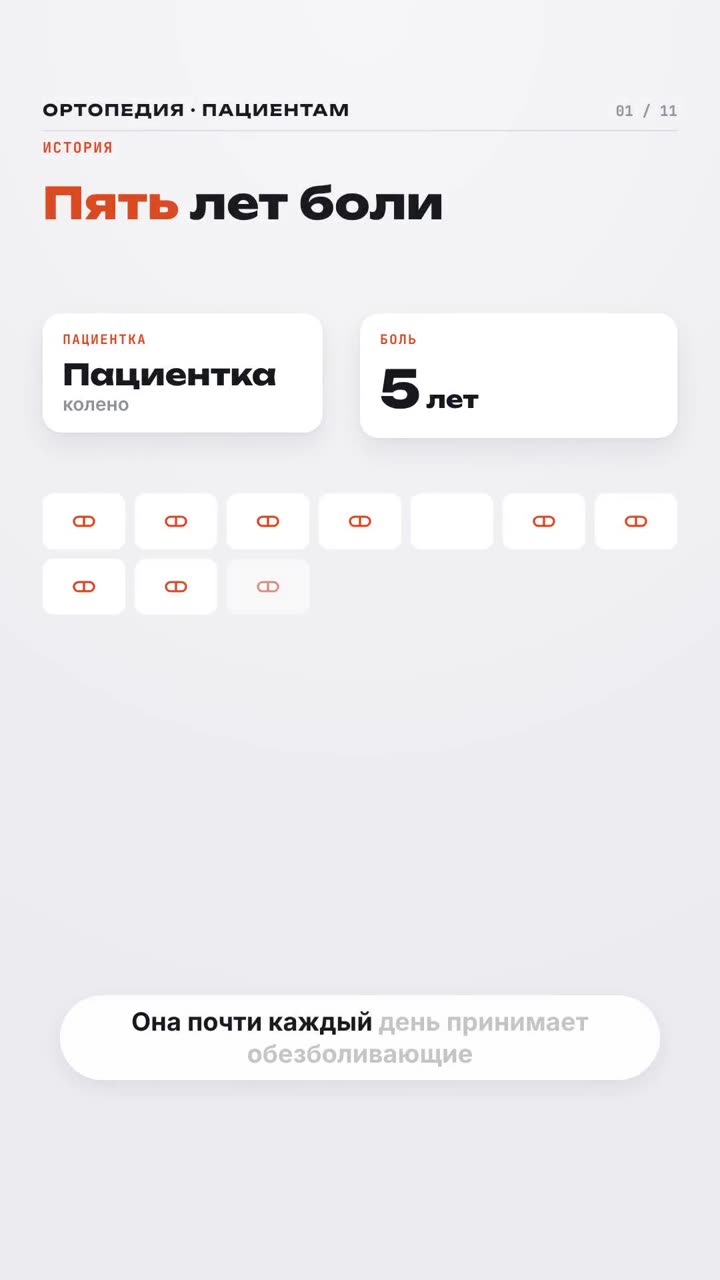 ОРТОПЕДИЯ · ПАЦИЕНТАМ
01 / 11
ИСТОРИЯ
Пять лет боли
ПАЦИЕНТКА
Пациентка
колено
БОЛЬ
5 лет
Она почти каждый день принимает
обезболивающие